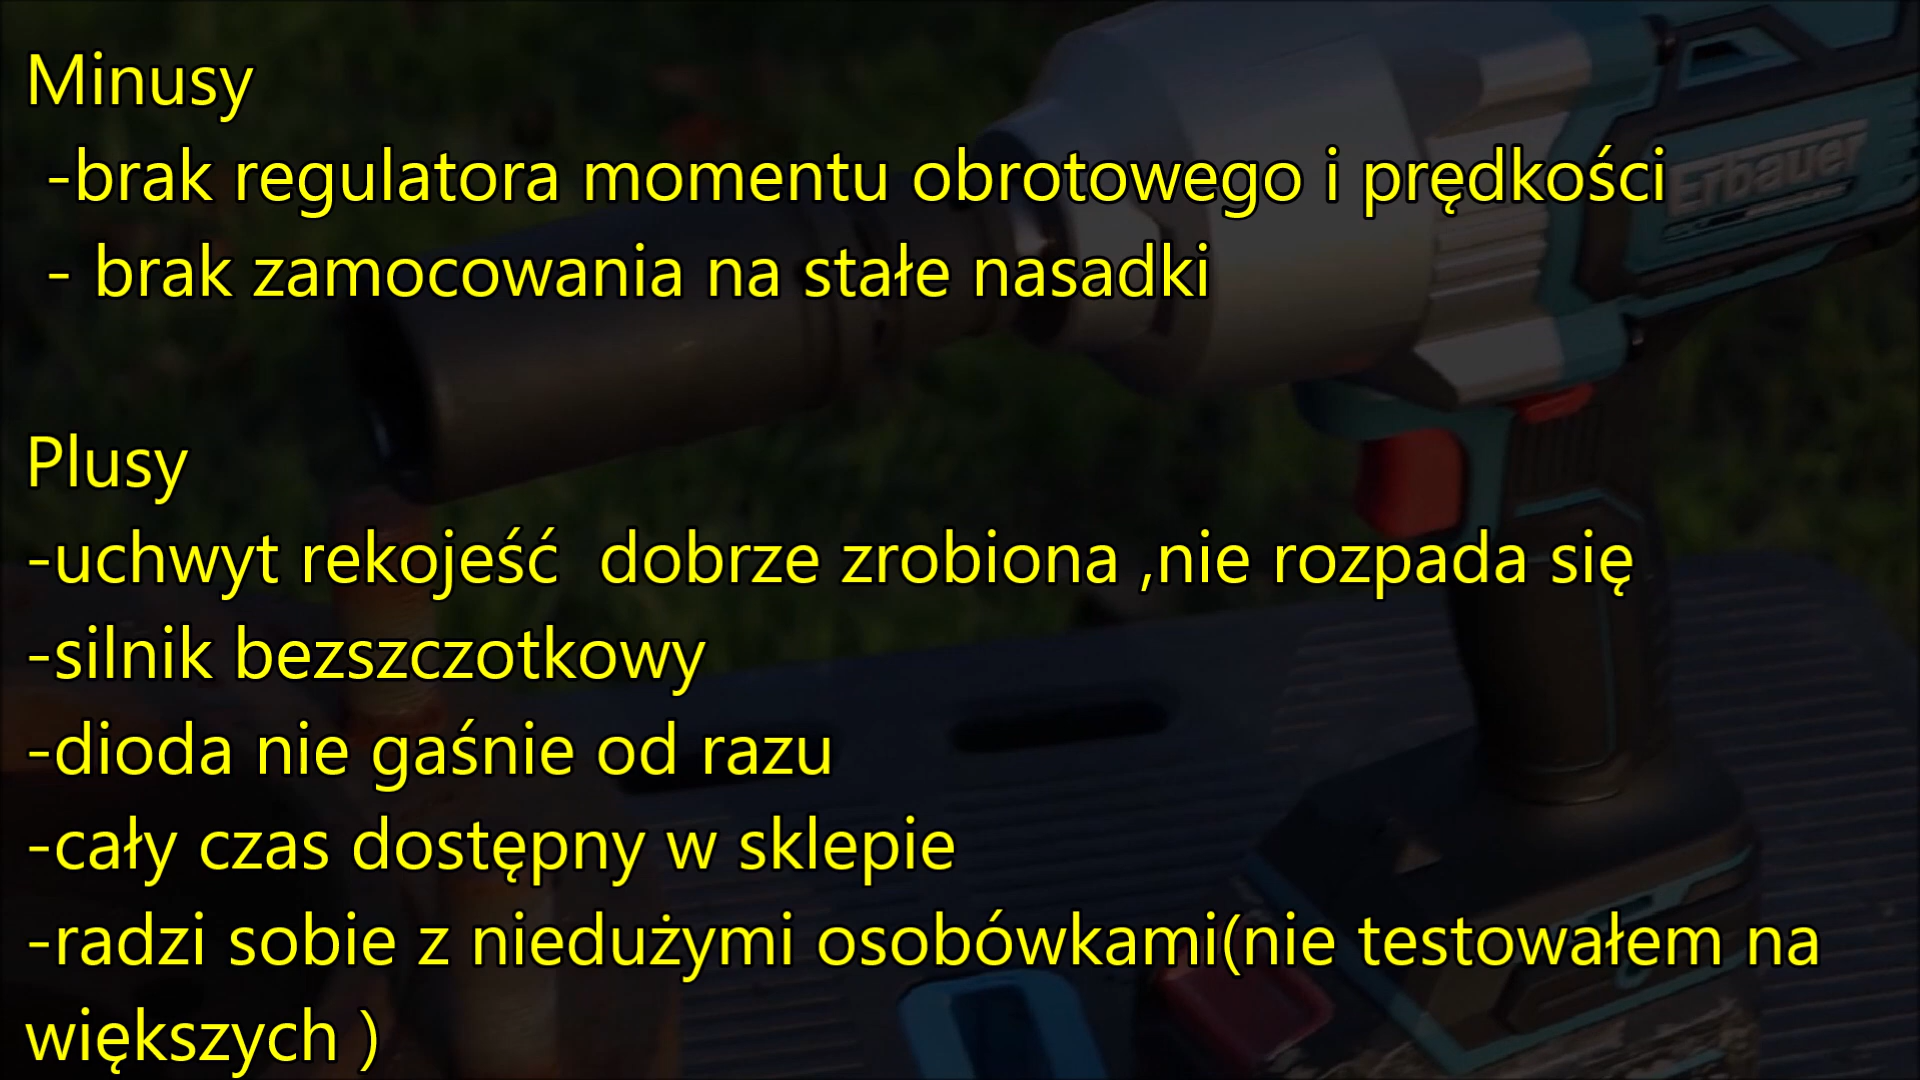 Minusy
-brak regulatora momentu obrotowego i prędkości
- brak zamocowania na stałe nasadki
Erbauer
Plusy
-uchwyt rekojeść dobrze zrobiona ,nie rozpada się
-silnik bezszczotkowy
-dioda nie gaśnie od razu
-cały czas dostępny w sklepie
-radzi sobie z niedużymi osobówkami(nie testowałem na
większych )